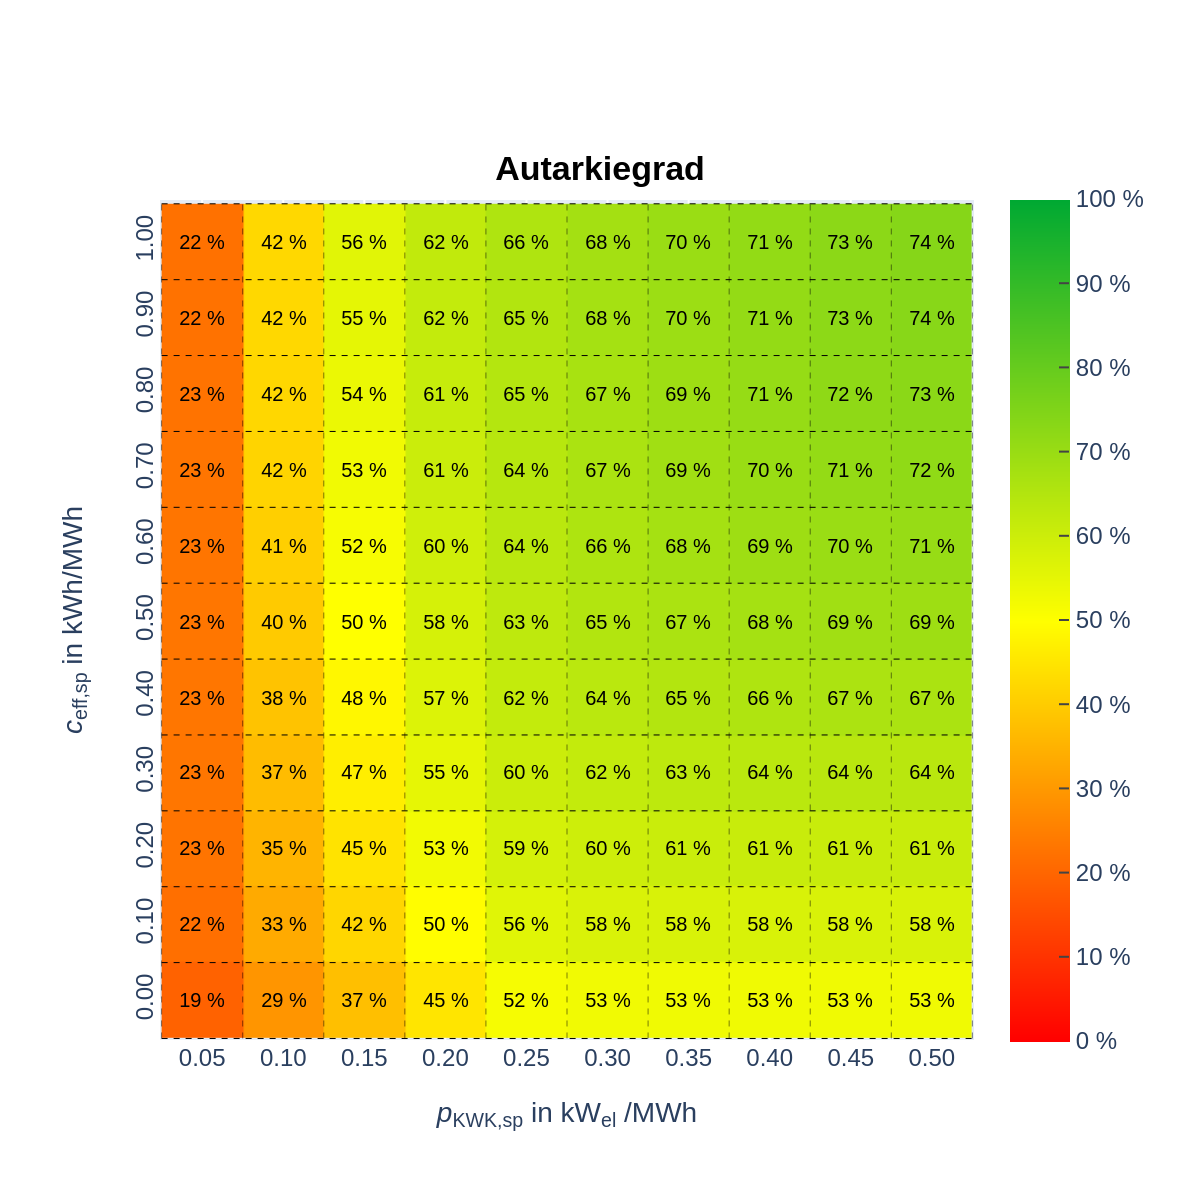 Autarkiegrad
1.00 22 % 42 % 56 % 62 % 66 % 68 % 70 % 71 % 73 % 74 %
0.90 22 % 42 % 55 % 62 % 65 % 68 % 70 % 71 % 73 % 74 %
0.80 23 % 42 % 54 % 61 % 65 % 67 % 69 % 71 % 72 % 73 %
0.70 23 % 42 % 53 % 61 % 64 % 67 % 69 % 70 % 71 % 72 %
0.60 23 % 41 % 52 % 60 % 64 % 66 % 68 % 69 % 70 % 71 %
0.50 23 % 40 % 50 % 58 % 63 % 65 % 67 % 68 % 69 % 69 %
0.40 23 % 38 % 48 % 57 % 62 % 64 % 65 % 66 % 67 % 67 %
0.30 23 % 37 % 47 % 55 % 60 % 62 % 63 % 64 % 64 % 64 %
0.20 23 % 35 % 45 % 53 % 59 % 60 % 61 % 61 % 61 % 61 %
0.10 22 % 33 % 42 % 50 % 56 % 58 % 58 % 58 % 58 % 58 %
0.00 19 % 29 % 37 % 45 % 52 % 53 % 53 % 53 % 53 % 53 %
0.05 0.10 0.15 0.20 0.25 0.30 0.35 0.40 0.45 0.50
p KWK,sp in kW el /MWh
c eff,sp in kWh/MWh
100 %
90 %
80 %
70 %
60 %
50 %
40 %
30 %
20 %
10 %
0 %